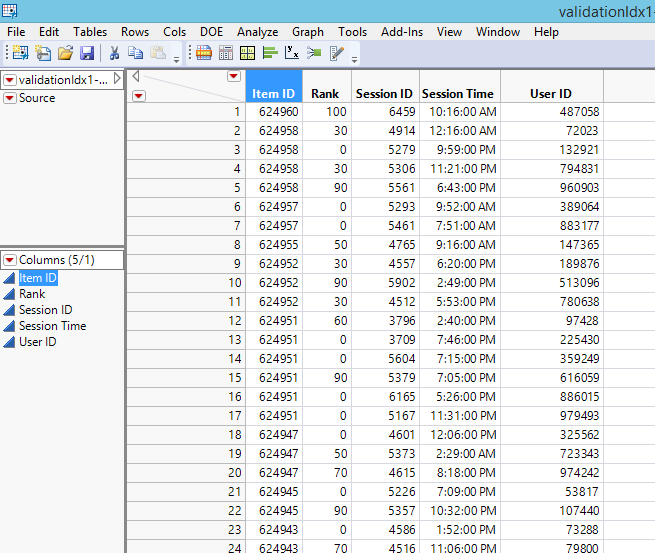 validationIdx1-
File Edit Tables Rows Cols DOE Analyze Graph Tools Add-Ins View Window Help
validationIdx1-...
Source
Columns (5/1)
Item ID
Rank
Session ID
Session Time
User ID
Item ID Rank Session ID Session Time User ID
1 624960 100 6459 10:16:00 AM 487058
2 624958 30 4914 12:16:00 AM 72023
3 624958 0 5279 9:59:00 PM 132921
4 624958 30 5306 11:21:00 PM 794831
5 624958 90 5561 6:43:00 PM 960903
6 624957 0 5293 9:52:00 AM 389064
7 624957 0 5461 7:51:00 AM 883177
8 624955 50 4765 9:16:00 AM 147365
9 624952 30 4557 6:20:00 PM 189876
10 624952 90 5902 2:49:00 PM 513096
11 624952 30 4512 5:53:00 PM 780638
12 624951 60 3796 2:40:00 PM 97428
13 624951 0 3709 7:46:00 PM 225430
14 624951 0 5604 7:15:00 PM 359249
15 624951 90 5379 7:05:00 PM 616059
16 624951 0 6165 5:26:00 PM 886015
17 624951 0 5167 11:31:00 PM 979493
18 624947 0 4601 12:06:00 PM 325562
19 624947 50 5373 2:29:00 AM 723343
20 624947 70 4615 8:18:00 PM 974242
21 624945 0 5226 7:09:00 PM 53817
22 624945 90 5357 10:32:00 PM 107440
23 624943 0 4586 1:52:00 PM 73288
24 624943 70 4516 11:06:00 PM 79800